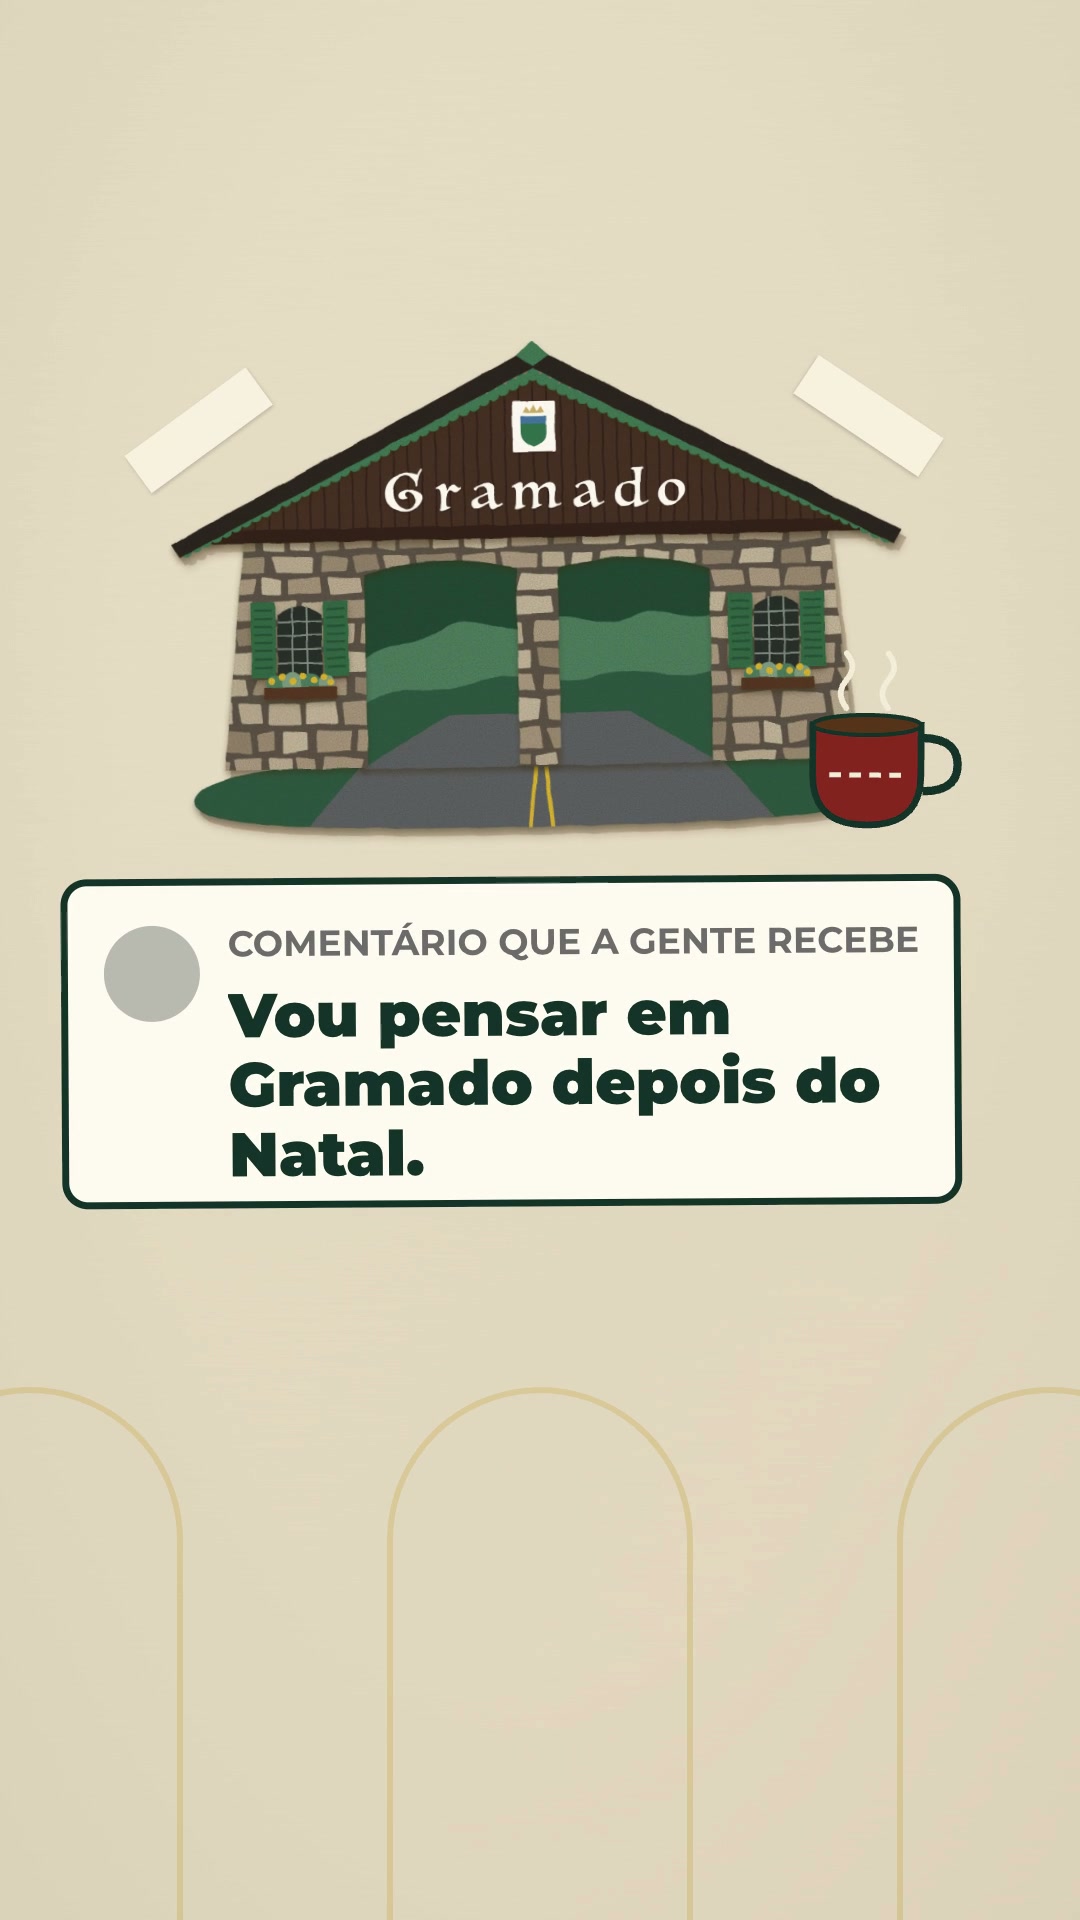 Gramado
COMENTÁRIO QUE A GENTE RECEBE
Vou pensar em
Gramado depois do
Natal.